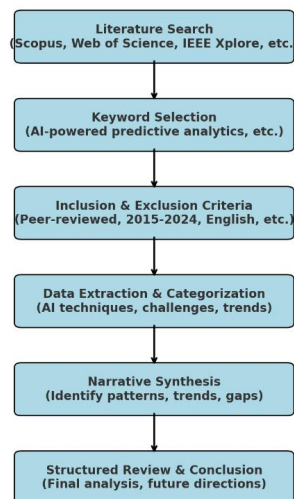 Literature Search
(Scopus, Web of Science, IEEE Xplore, etc.
Keyword Selection
(AI-powered predictive analytics, etc.)
Inclusion & Exclusion Criteria
(Peer-reviewed, 2015-2024, English, etc.)
Data Extraction & Categorization
(AI techniques, challenges, trends)
Narrative Synthesis
(Identify patterns, trends, gaps)
Structured Review & Conclusion
(Final analysis, future directions)